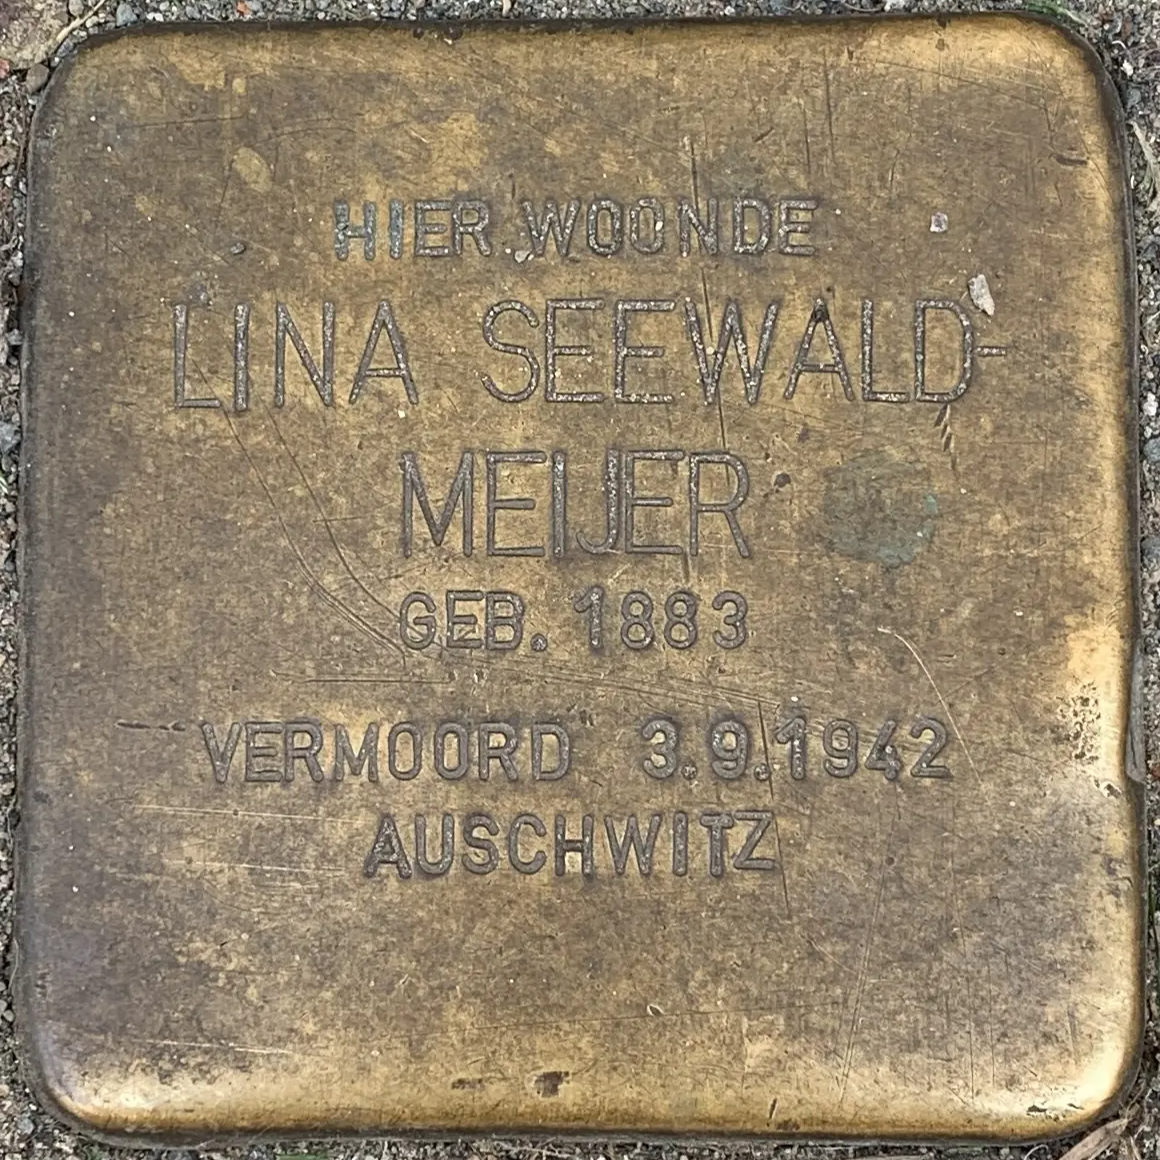 HIER WOONDE
LINA SEEWALD-
MEIJER
GEB. 1883
VERMOORD 3.9.1942
AUSCHWITZ